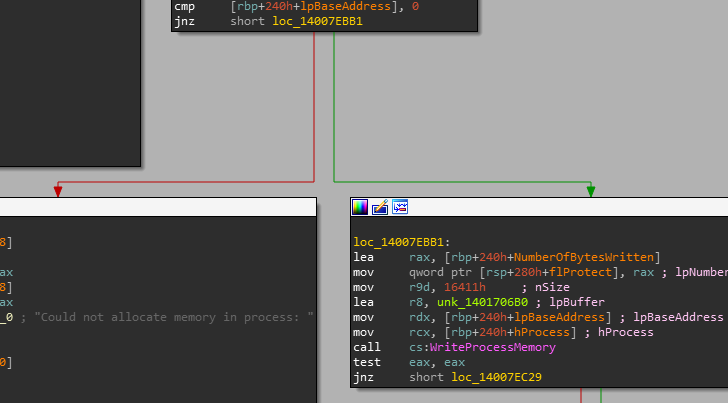 cmp [rbp+240h+lpBaseAddress], 0
jnz short loc_14007EBB1
8]
ax
8]
ax
_0 ; "Could not allocate memory in process: "
0]
loc_14007EBB1:
lea rax, [rbp+240h+NumberOfBytesWritten]
mov qword ptr [rsp+280h+flProtect], rax ; lpNumber
mov r9d, 16411h ; nSize
lea r8, unk_1401706B0 ; lpBuffer
mov rdx, [rbp+240h+lpBaseAddress] ; lpBaseAddress
mov rcx, [rbp+240h+hProcess] ; hProcess
call cs:WriteProcessMemory
test eax, eax
jnz short loc_14007EC29